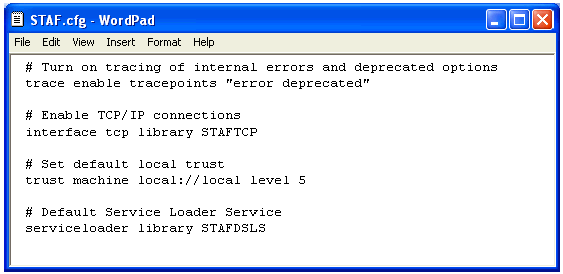 STAF.cfg - WordPad
File Edit View Insert Format Help
# Turn on tracing of internal errors and deprecated options
trace enable tracepoints "error deprecated"
# Enable TCP/IP connections
interface tcp library STAFTCP
# Set default local trust
trust machine local://local level 5
# Default Service Loader Service
serviceloader library STAFDSLS